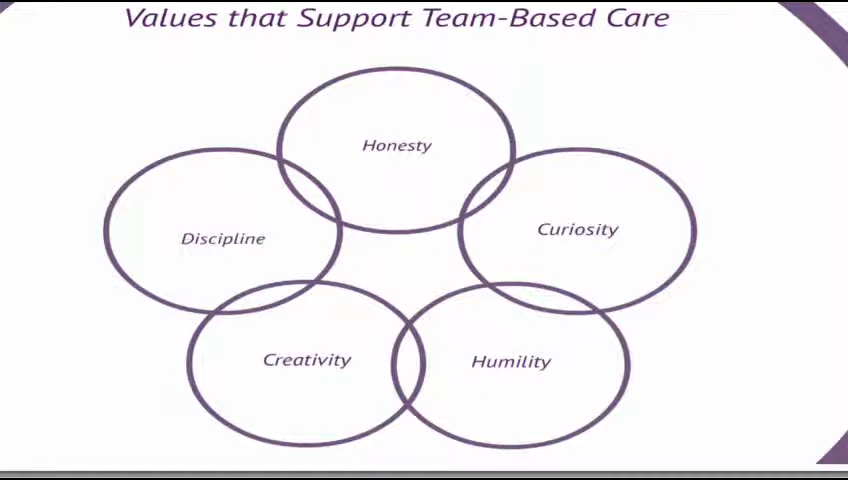 Values that Support Team-Based Care
Honesty
Discipline
Curiosity
Creativity
Humility